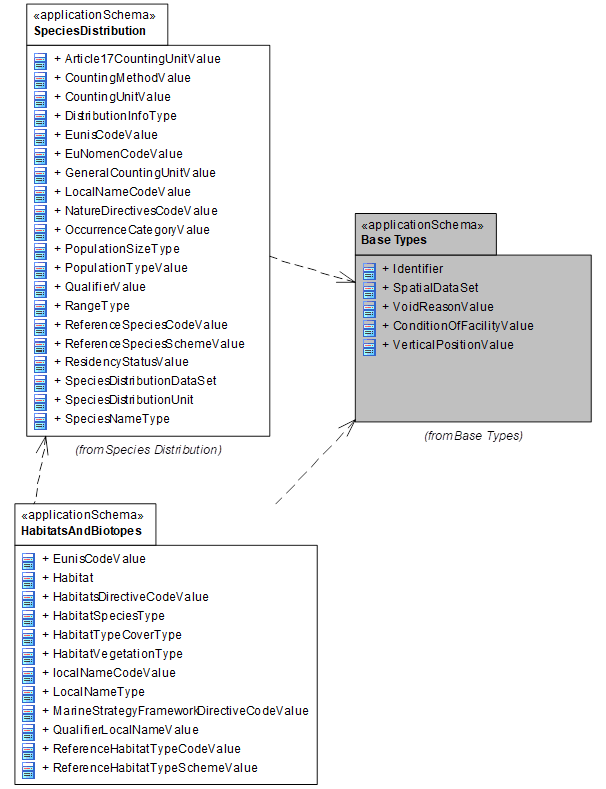 «applicationSchema»
SpeciesDistribution
+ Article17CountingUnitValue
+ CountingMethodValue
+ CountingUnitValue
+ DistributionInfoType
+ EunisCodeValue
+ EuNomenCodeValue
+ GeneralCountingUnitValue
+ LocalNameCodeValue
+ NatureDirectivesCodeValue
+ OccurrenceCategoryValue
+ PopulationSizeType
+ PopulationTypeValue
+ QualifierValue
+ RangeType
+ ReferenceSpeciesCodeValue
+ ReferenceSpeciesSchemeValue
+ ResidencyStatusValue
+ SpeciesDistributionDataSet
+ SpeciesDistributionUnit
+ SpeciesNameType
(from Species Distribution)
«applicationSchema»
Base Types
+ Identifier
+ SpatialDataSet
+ VoidReasonValue
+ ConditionOfFacilityValue
+ VerticalPositionValue
(from Base Types)
«applicationSchema»
HabitatsAndBiotopes
+ EunisCodeValue
+ Habitat
+ HabitatsDirectiveCodeValue
+ HabitatSpeciesType
+ HabitatTypeCoverType
+ HabitatVegetationType
+ localNameCodeValue
+ LocalNameType
+ MarineStrategyFrameworkDirectiveCodeValue
+ QualifierLocalNameValue
+ ReferenceHabitatTypeCodeValue
+ ReferenceHabitatTypeSchemeValue